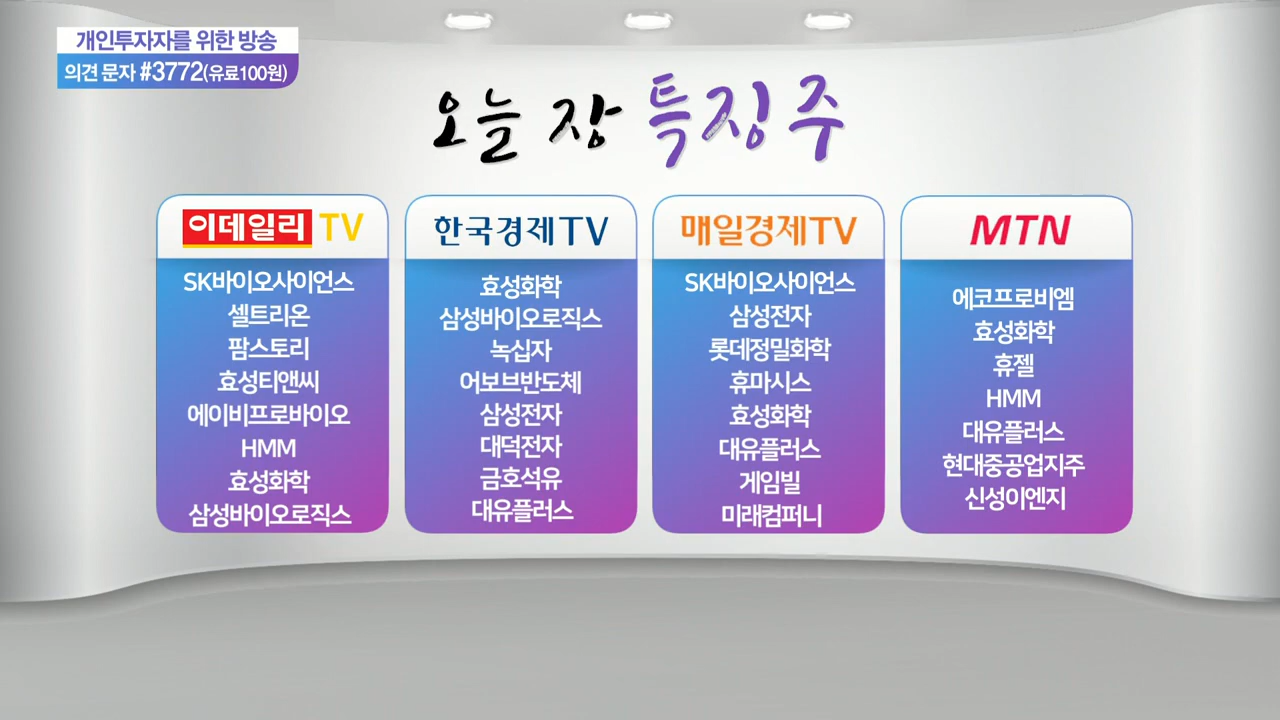 개인투자자를 위한 방송
의견 문자 #3772(유료100원)
오늘 장 특징주
이데일리 TV
SK바이오사이언스
셀트리온
팜스토리
효성티앤씨
에이비프로바이오
HMM
효성화학
삼성바이오로직스
한국경제TV
효성화학
삼성바이오로직스
녹십자
어보브반도체
삼성전자
대덕전자
금호석유
대유플러스
매일경제TV
SK바이오사이언스
삼성전자
롯데정밀화학
휴마시스
효성화학
대유플러스
게임빌
미래컴퍼니
MTN
에코프로비엠
효성화학
휴젤
HMM
대유플러스
현대중공업지주
신성이엔지